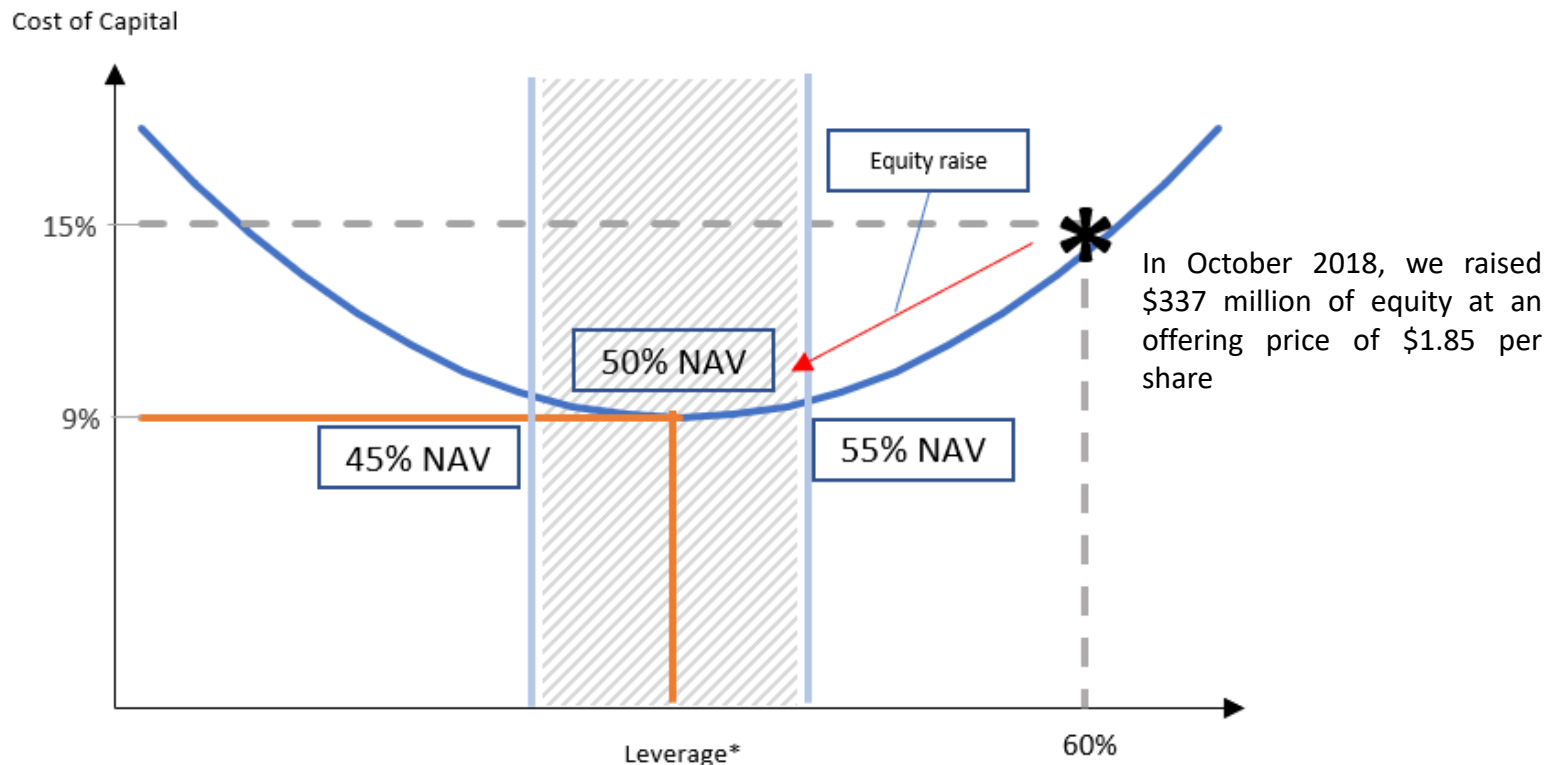 Cost of Capital
Equity raise
15%
In October 2018, we raised
$337 million of equity at an
offering price of $1.85 per
share
50% NAV
9%
45% NAV
55% NAV
Leverage*
60%